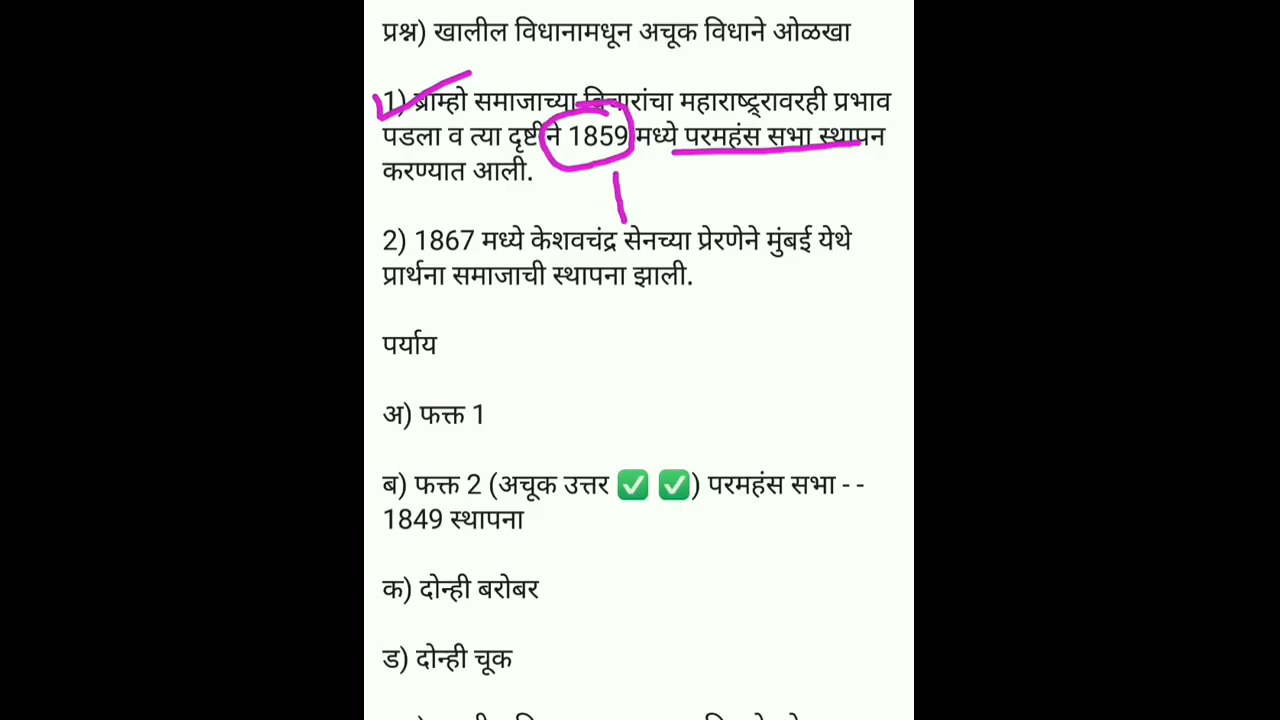 प्रश्न) खालील विधानामधून अचूक विधाने ओळखा
1) ब्राम्हो समाजाच्या विचारांचा महाराष्ट्र्रावरही प्रभाव
पडला व त्या दृष्टीने 1859 मध्ये परमहंस सभा स्थापन
करण्यात आली.
2) 1867 मध्ये केशवचंद्र सेनच्या प्रेरणेने मुंबई येथे
प्रार्थना समाजाची स्थापना झाली.
पर्याय
अ) फक्त 1
ब) फक्त 2 (अचूक उत्तर ✅ ✅) परमहंस सभा - -
1849 स्थापना
क) दोन्ही बरोबर
ड) दोन्ही चूक